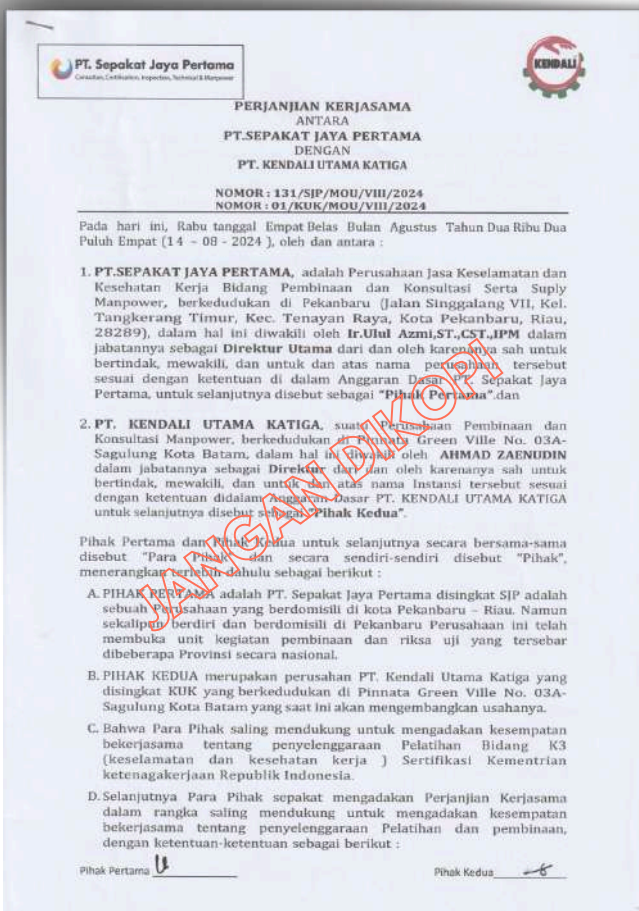 PT. Sepakat Jaya Pertama
Consultan, Certification, Inspection, Technical & Manpower
KENDALI
PERJANJIAN KERJASAMA
ANTARA
PT.SEPAKAT JAYA PERTAMA
DENGAN
PT. KENDALI UTAMA KATIGA
NOMOR : 131/SJP/MOU/VIII/2024
NOMOR : 01/KUK/MOU/VIII/2024
Pada hari ini, Rabu tanggal Empat Belas Bulan Agustus Tahun Dua Ribu Dua
Puluh Empat (14 – 08 - 2024 ), oleh dan antara :
1. PT.SEPAKAT JAYA PERTAMA, adalah Perusahaan Jasa Keselamatan dan
Kesehatan Kerja Bidang Pembinaan dan Konsultasi Serta Suply
Manpower, berkedudukan di Pekanbaru (Jalan Singgalang VII, Kel.
Tangkerang Timur, Kec. Tenayan Raya, Kota Pekanbaru, Riau,
28289), dalam hal ini diwakili oleh Ir.Ulul Azmi,ST.,CST.,IPM dalam
jabatannya sebagai Direktur Utama dari dan oleh karenanya sah untuk
bertindak, mewakili, dan untuk dan atas nama perusahaan tersebut
sesuai dengan ketentuan di dalam Anggaran Dasar PT. Sepakat Jaya
Pertama, untuk selanjutnya disebut sebagai "Pihak Pertama".dan
2. PT. KENDALI UTAMA KATIGA, suatu Perusahaan Pembinaan dan
Konsultasi Manpower, berkedudukan di Pinnata Green Ville No. 03A-
Sagulung Kota Batam, dalam hal ini diwakili oleh AHMAD ZAENUDIN
dalam jabatannya sebagai Direktur dari dan oleh karenanya sah untuk
bertindak, mewakili, dan untuk dan atas nama Instansi tersebut sesuai
dengan ketentuan didalam Anggaran Dasar PT. KENDALI UTAMA KATIGA
untuk selanjutnya disebut sebagai "Pihak Kedua".
Pihak Pertama dan Pihak Kedua untuk selanjutnya secara bersama-sama
disebut "Para Pihak" dan secara sendiri-sendiri disebut "Pihak",
menerangkan terlebih dahulu sebagai berikut :
A. PIHAK PERTAMA adalah PT. Sepakat Jaya Pertama disingkat SJP adalah
sebuah Perusahaan yang berdomisili di kota Pekanbaru – Riau. Namun
sekalipun berdiri dan berdomisili di Pekanbaru Perusahaan ini telah
membuka unit kegiatan pembinaan dan riksa uji yang tersebar
dibeberapa Provinsi secara nasional.
B. PIHAK KEDUA merupakan perusahan PT. Kendali Utama Katiga yang
disingkat KUK yang berkedudukan di Pinnata Green Ville No. 03A-
Sagulung Kota Batam yang saat ini akan mengembangkan usahanya.
C. Bahwa Para Pihak saling mendukung untuk mengadakan kesempatan
bekerjasama tentang penyelenggaraan Pelatihan Bidang K3
(keselamatan dan kesehatan kerja ) Sertifikasi Kementrian
ketenagakerjaan Republik Indonesia.
D. Selanjutnya Para Pihak sepakat mengadakan Perjanjian Kerjasama
dalam rangka saling mendukung untuk mengadakan kesempatan
bekerjasama tentang penyelenggaraan Pelatihan dan pembinaan,
dengan ketentuan-ketentuan sebagai berikut :
Pihak Pertama
Pihak Kedua
JANGAN DIKOPI